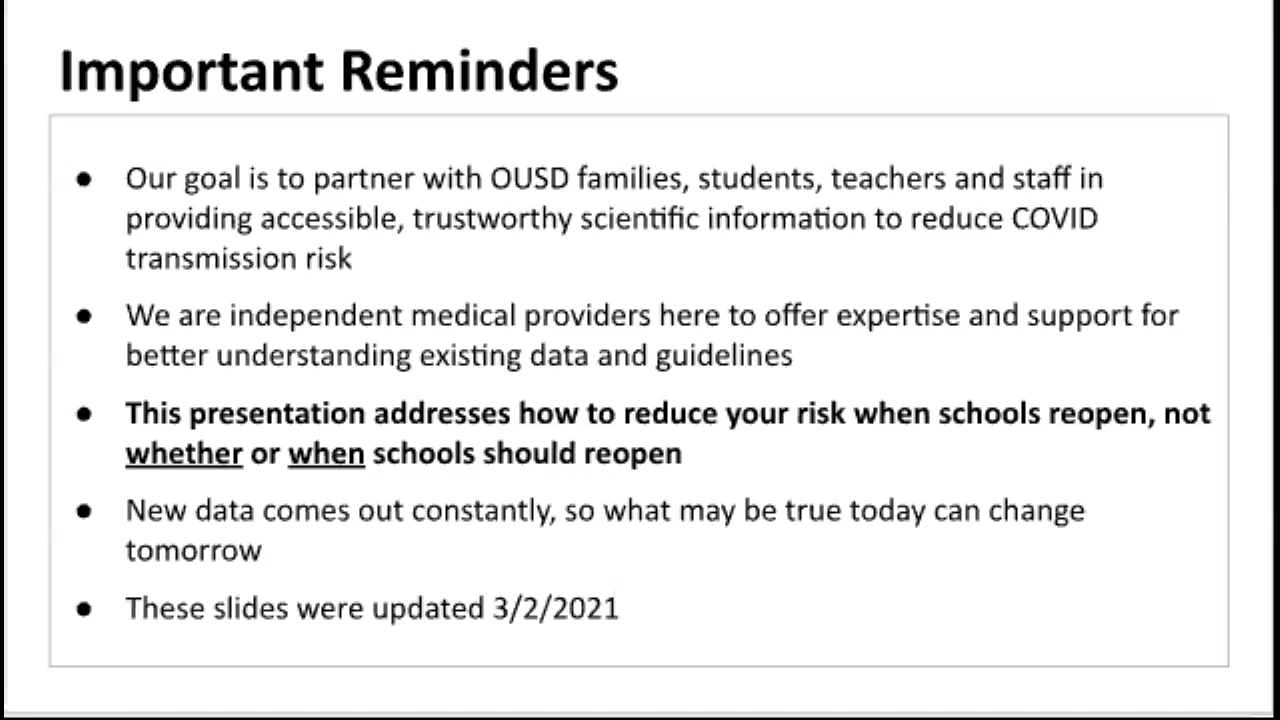 Important Reminders
● Our goal is to partner with OUSD families, students, teachers and staff in
providing accessible, trustworthy scientific information to reduce COVID
transmission risk
● We are independent medical providers here to offer expertise and support for
better understanding existing data and guidelines
● This presentation addresses how to reduce your risk when schools reopen, not
whether or when schools should reopen
● New data comes out constantly, so what may be true today can change
tomorrow
● These slides were updated 3/2/2021